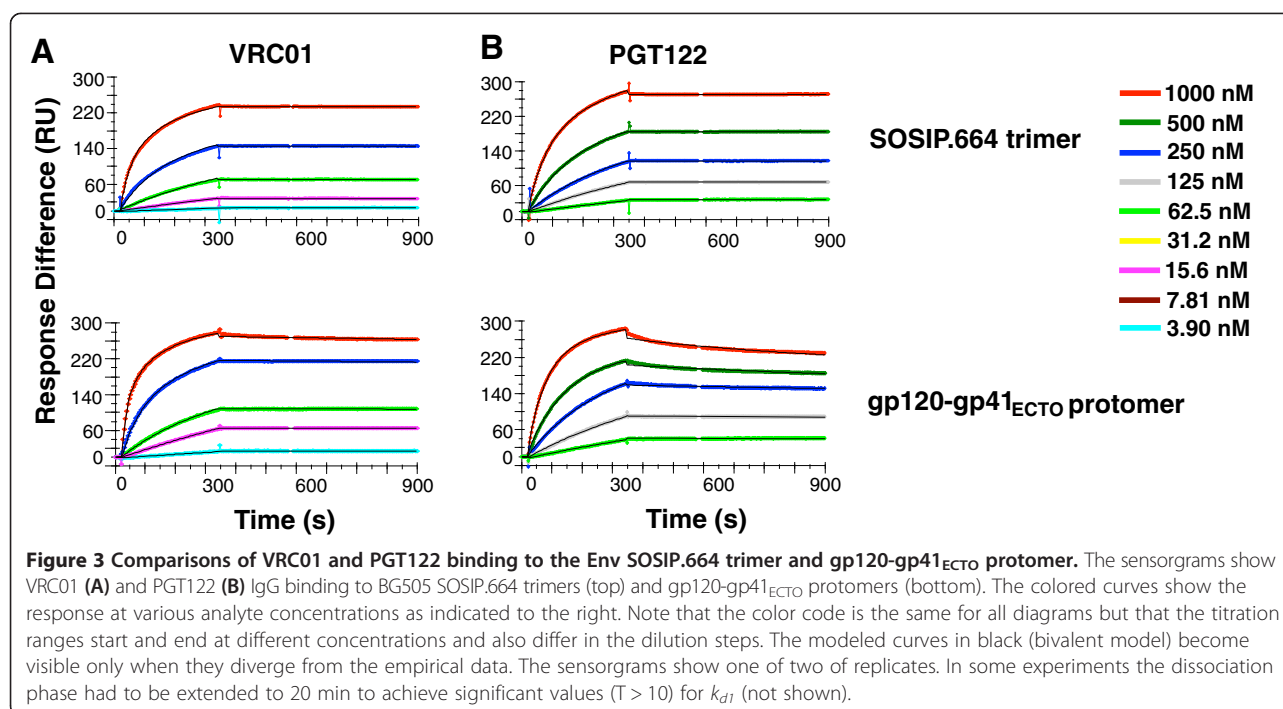 A
VRC01
B
PGT122
300
220
140
60
0
0 300 600 900
300
220
140
60
0
0 300 600 900
300
220
140
60
0
0 300 600 900
300
220
140
60
0
0 300 600 900
Response Difference (RU)
Time (s)
Time (s)
SOSIP.664 trimer
gp120-gp41ECTO protomer
1000 nM
500 nM
250 nM
125 nM
62.5 nM
31.2 nM
15.6 nM
7.81 nM
3.90 nM
Figure 3 Comparisons of VRC01 and PGT122 binding to the Env SOSIP.664 trimer and gp120-gp41ECTO protomer. The sensorgrams show
VRC01 (A) and PGT122 (B) IgG binding to BG505 SOSIP.664 trimers (top) and gp120-gp41ECTO protomers (bottom). The colored curves show the
response at various analyte concentrations as indicated to the right. Note that the color code is the same for all diagrams but that the titration
ranges start and end at different concentrations and also differ in the dilution steps. The modeled curves in black (bivalent model) become
visible only when they diverge from the empirical data. The sensorgrams show one of two of replicates. In some experiments the dissociation
phase had to be extended to 20 min to achieve significant values (T > 10) for kd1 (not shown).